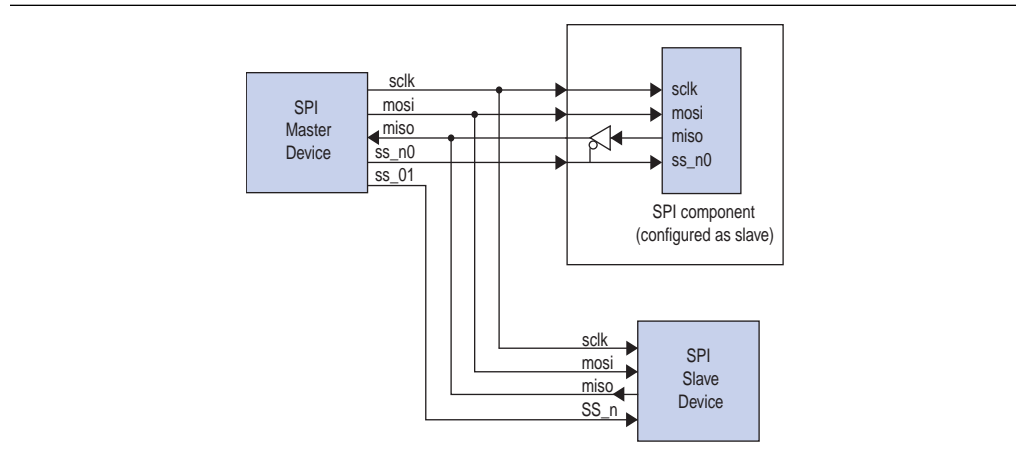 SPI
Master
Device
sclk
mosi
miso
ss_n0
ss_01
sclk
mosi
miso
ss_n0
SPI component
(configured as slave)
sclk
mosi
miso
SS_n
SPI
Slave
Device